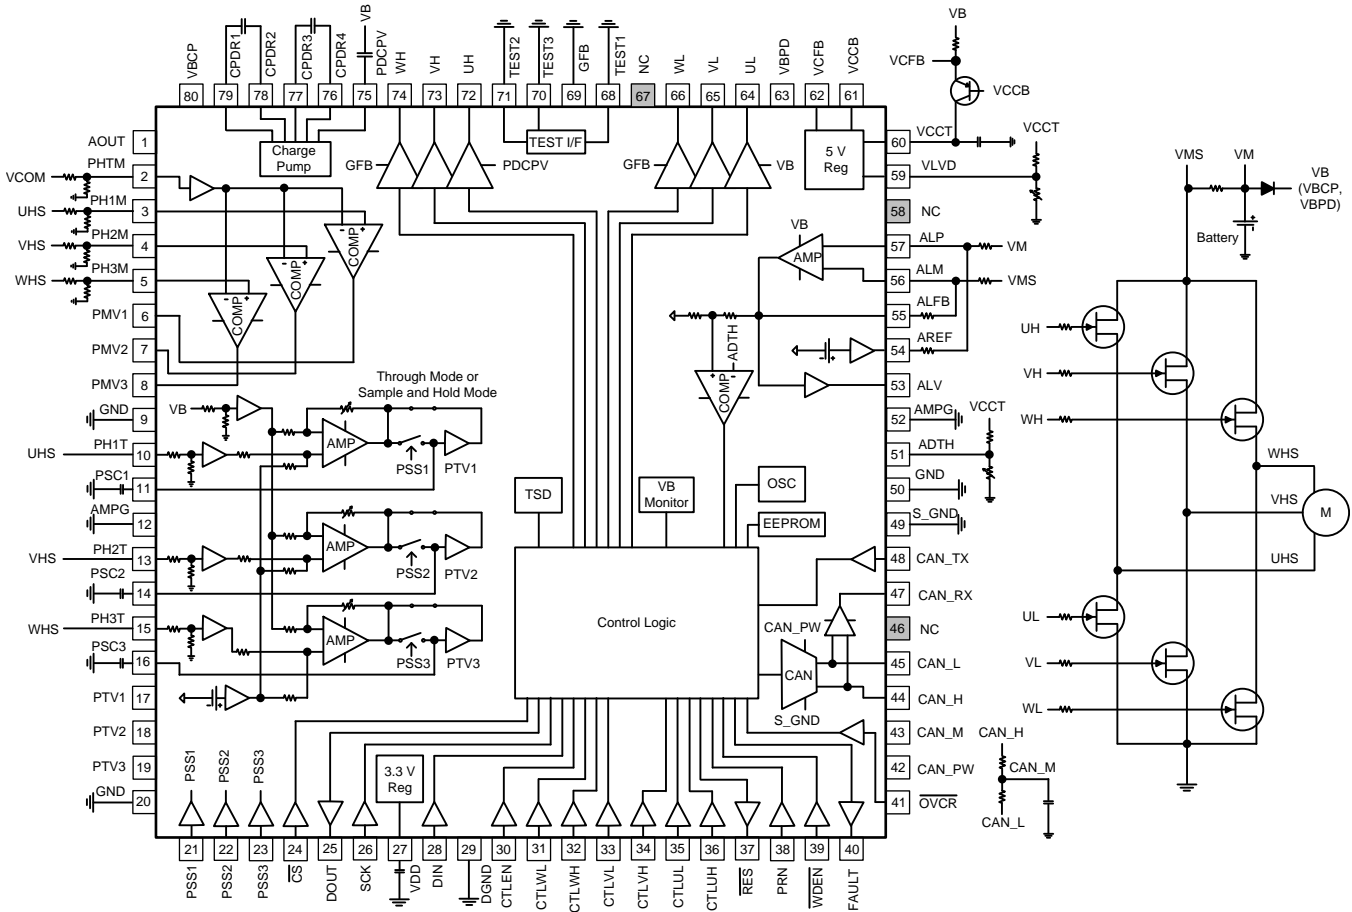 VBCP
CPDR1
CPDR2
CPDR3
CPDR4
PDCPV
VB
WH
VH
UH
TEST2
TEST3
GFB
TEST1
NC
WL
VL
UL
VBPD
VCFB
VCCB
80 79 78 77 76 75 74 73 72 71 70 69 68 67 66 65 64 63 62 61
VB
VCFB
VCCB
AOUT 1
VCOM PHTM 2
UHS PH1M 3
VHS PH2M 4
WHS PH3M 5
PMV1 6
PMV2 7
PMV3 8
GND 9
UHS PH1T 10
PSC1 11
AMPG 12
VHS PH2T 13
PSC2 14
WHS PH3T 15
PSC3 16
PTV1 17
PTV2 18
PTV3 19
GND 20
Charge
Pump
GFB
PDCPV
TEST I/F
GFB
VB
5 V
Reg
COMP
- +
COMP
- +
COMP
- +
VB
Through Mode or
Sample and Hold Mode
AMP
PSS1
PTV1
AMP
PSS2
PTV2
AMP
PSS3
PTV3
+ -
VB
AMP
ADTH
+ -
COMP
+ -
TSD
VB
Monitor
OSC
EEPROM
Control Logic
CAN_PW
CAN
S_GND
3.3 V
Reg
PSS1
PSS2
PSS3
60 VCCT
59 VLVD
VCCT
58 NC
57 ALP VM
56 ALM VMS
55 ALFB
54 AREF
53 ALV
52 AMPG
51 ADTH
VCCT
50 GND
49 S_GND
48 CAN_TX
47 CAN_RX
46 NC
45 CAN_L
44 CAN_H
43 CAN_M
42 CAN_PW
41 OVCR
CAN_H
CAN_M
CAN_L
21 22 23 24 25 26 27 28 29 30 31 32 33 34 35 36 37 38 39 40
PSS1
PSS2
PSS3
CS
DOUT
SCK
VDD
DIN
DGND
CTLEN
CTLWL
CTLWH
CTLVL
CTLVH
CTLUL
CTLUH
RES
PRN
WDEN
FAULT
VMS
VM
VB
(VBCP,
VBPD)
Battery
+
UH
VH
WH
WHS
VHS
M
UHS
UL
VL
WL